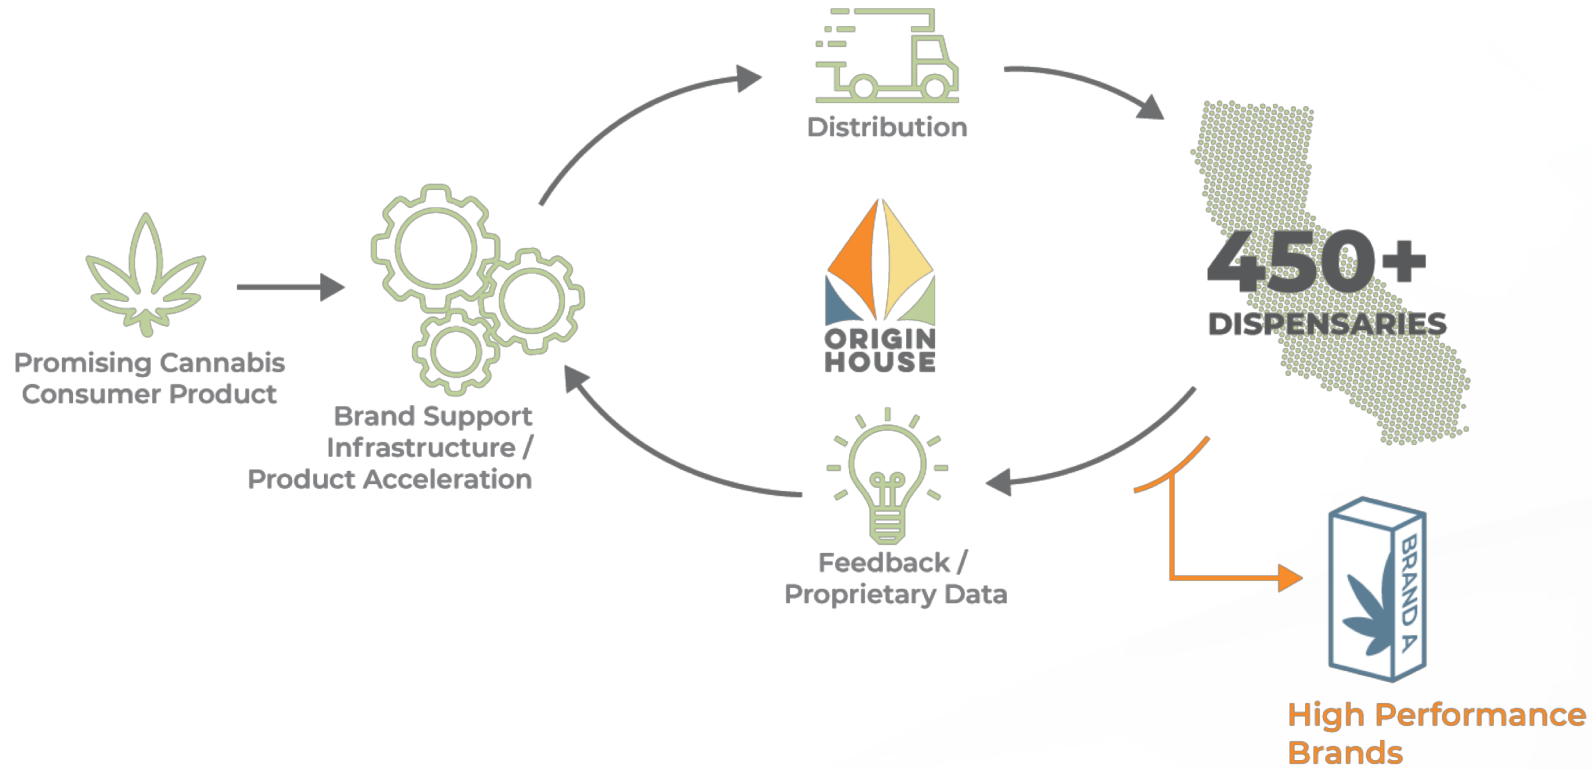 Distribution
450+
DISPENSARIES
ORIGIN
HOUSE
Promising Cannabis
Consumer Product
Brand Support
Infrastructure /
Product Acceleration
Feedback /
Proprietary Data
BRAND A
High Performance
Brands